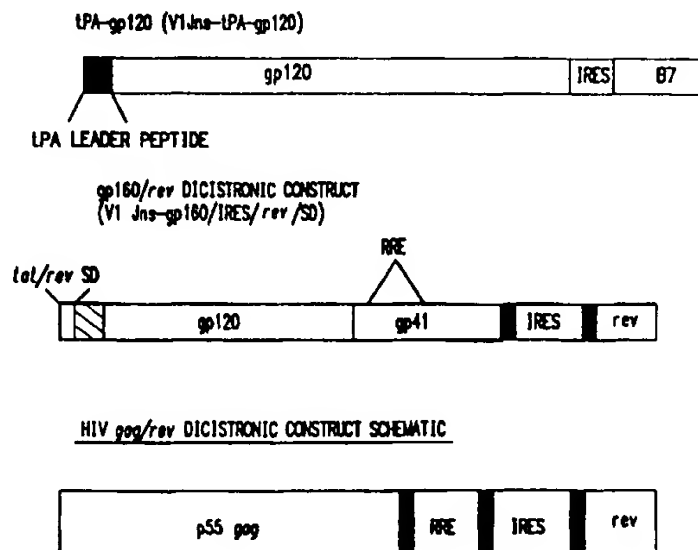 tPA-gp120 (V1Jns-tPA-gp120)
gp120 IRES B7
tPA LEADER PEPTIDE
gp160/rev DICISTRONIC CONSTRUCT
(V1 Jns-gp160/IRES/rev/SD)
RRE
tat/rev SD
gp120 gp41 IRES rev
HIV gag/rev DICISTRONIC CONSTRUCT SCHEMATIC
p55 gag RRE IRES rev